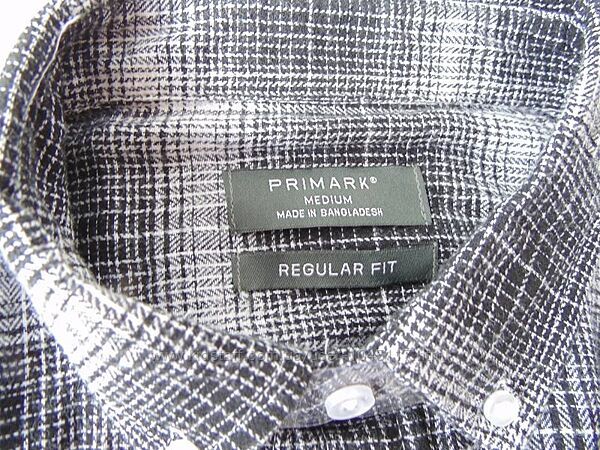 PRIMARK®
MEDIUM
MADE IN BANGLADESH
REGULAR FIT